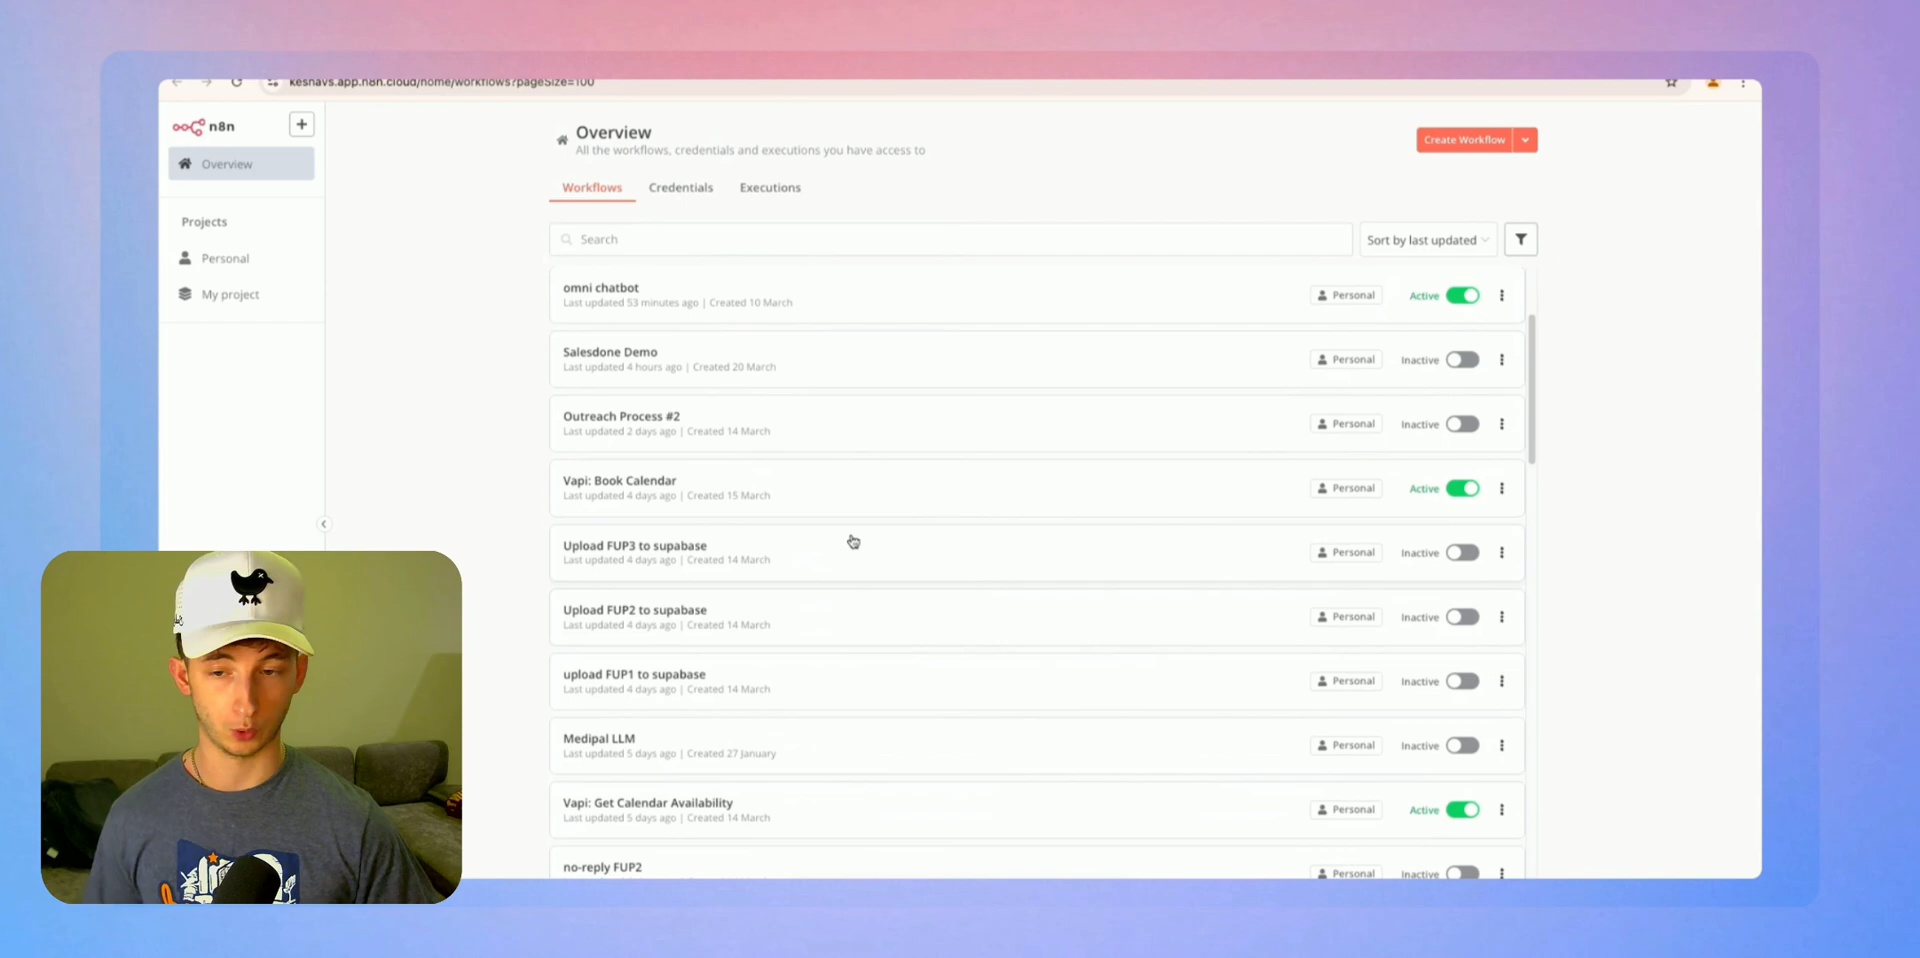 kesnavs.app.n8n.cloud/home/workflows?pageSize=100
n8n
+
Overview
Projects
Personal
My project
Overview
All the workflows, credentials and executions you have access to
Create Workflow
Workflows Credentials Executions
Search
Sort by last updated
omni chatbot
Last updated 53 minutes ago | Created 10 March
Personal
Active
Salesdone Demo
Last updated 4 hours ago | Created 20 March
Personal
Inactive
Outreach Process #2
Last updated 2 days ago | Created 14 March
Personal
Inactive
Vapi: Book Calendar
Last updated 4 days ago | Created 15 March
Personal
Active
Upload FUP3 to supabase
Last updated 4 days ago | Created 14 March
Personal
Inactive
Upload FUP2 to supabase
Last updated 4 days ago | Created 14 March
Personal
Inactive
upload FUP1 to supabase
Last updated 4 days ago | Created 14 March
Personal
Inactive
Medipal LLM
Last updated 5 days ago | Created 27 January
Personal
Inactive
Vapi: Get Calendar Availability
Last updated 5 days ago | Created 14 March
Personal
Active
no-reply FUP2
Personal
Inactive